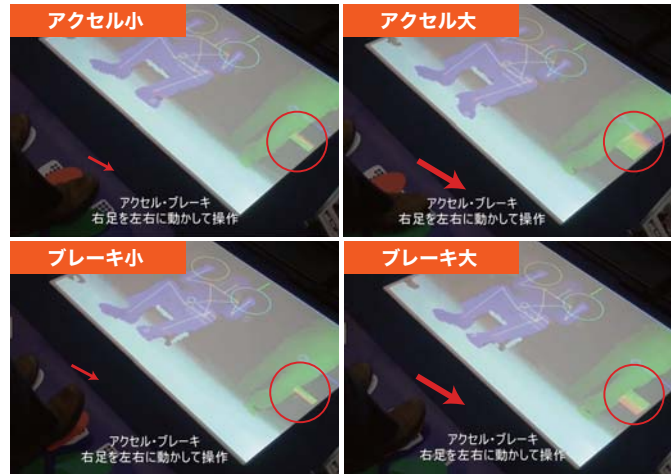 アクセル小
アクセル大
アクセル・ブレーキ
右足を左右に動かして操作
アクセル・ブレーキ
右足を左右に動かして操作
ブレーキ小
ブレーキ大
アクセル・ブレーキ
右足を左右に動かして操作
アクセル・ブレーキ
右足を左右に動かして操作